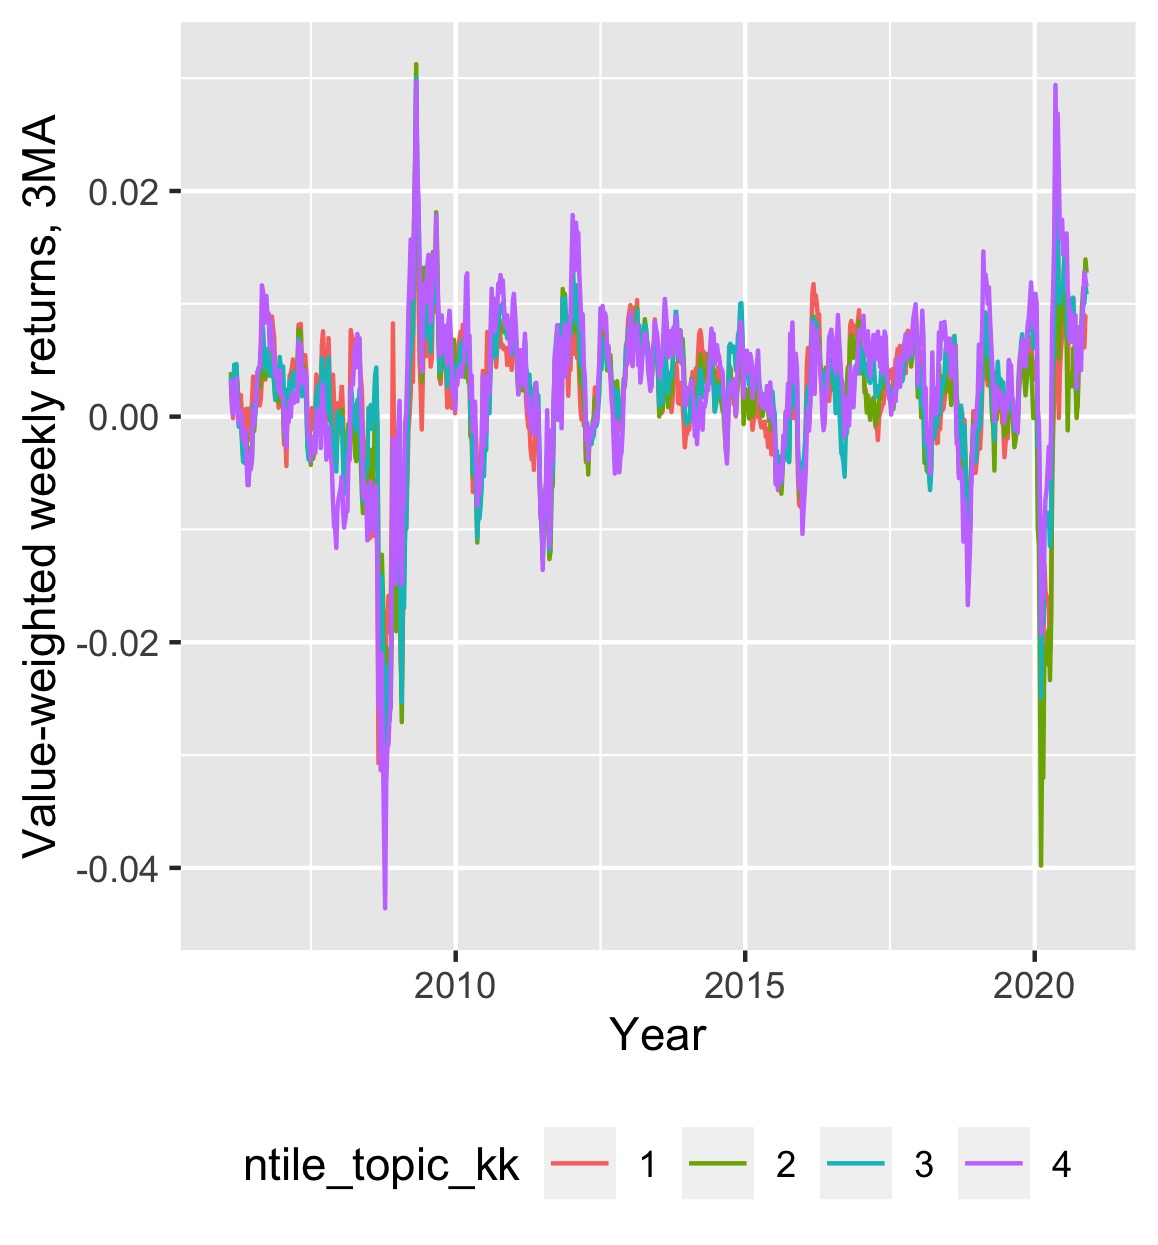 Value-weighted weekly returns, 3MA
0.02
0.00
-0.02
-0.04
2010 2015 2020
Year
ntile_topic_kk 1 2 3 4